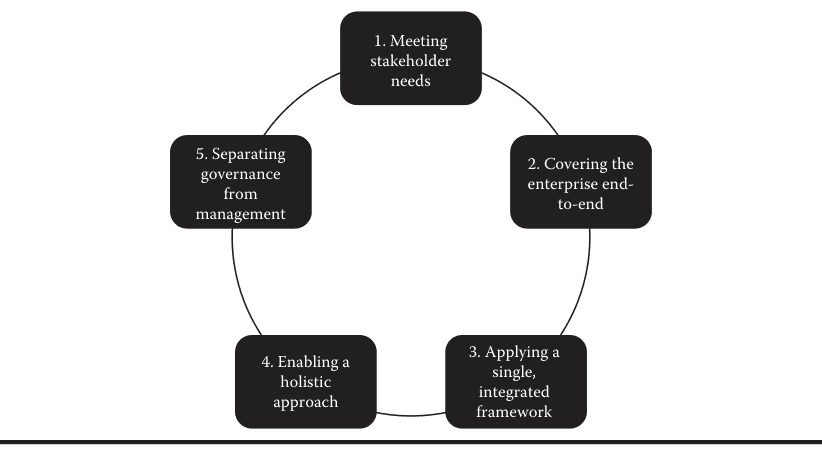 1. Meeting
stakeholder
needs
2. Covering the
enterprise end-
to-end
3. Applying a
single,
integrated
framework
4. Enabling a
holistic
approach
5. Separating
governance
from
management